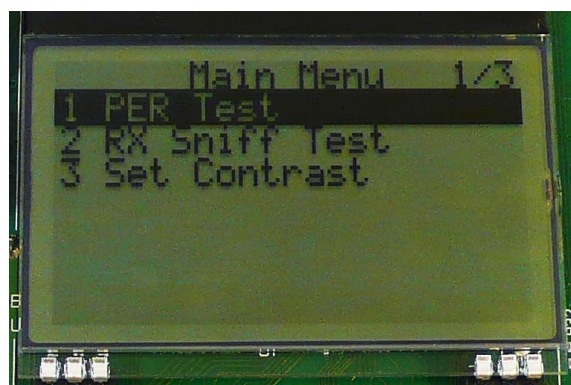 Main Menu 1/3
1 PER Test
2 RX Sniff Test
3 Set Contrast